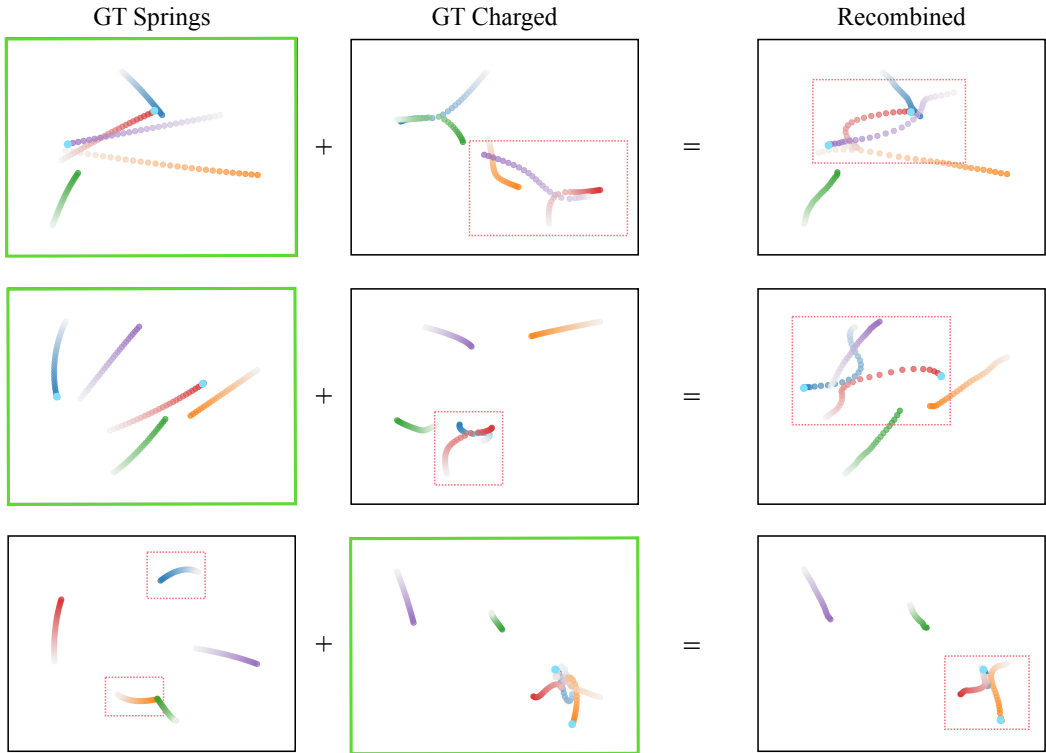 GT Springs GT Charged Recombined
+ =
+ =
+ =